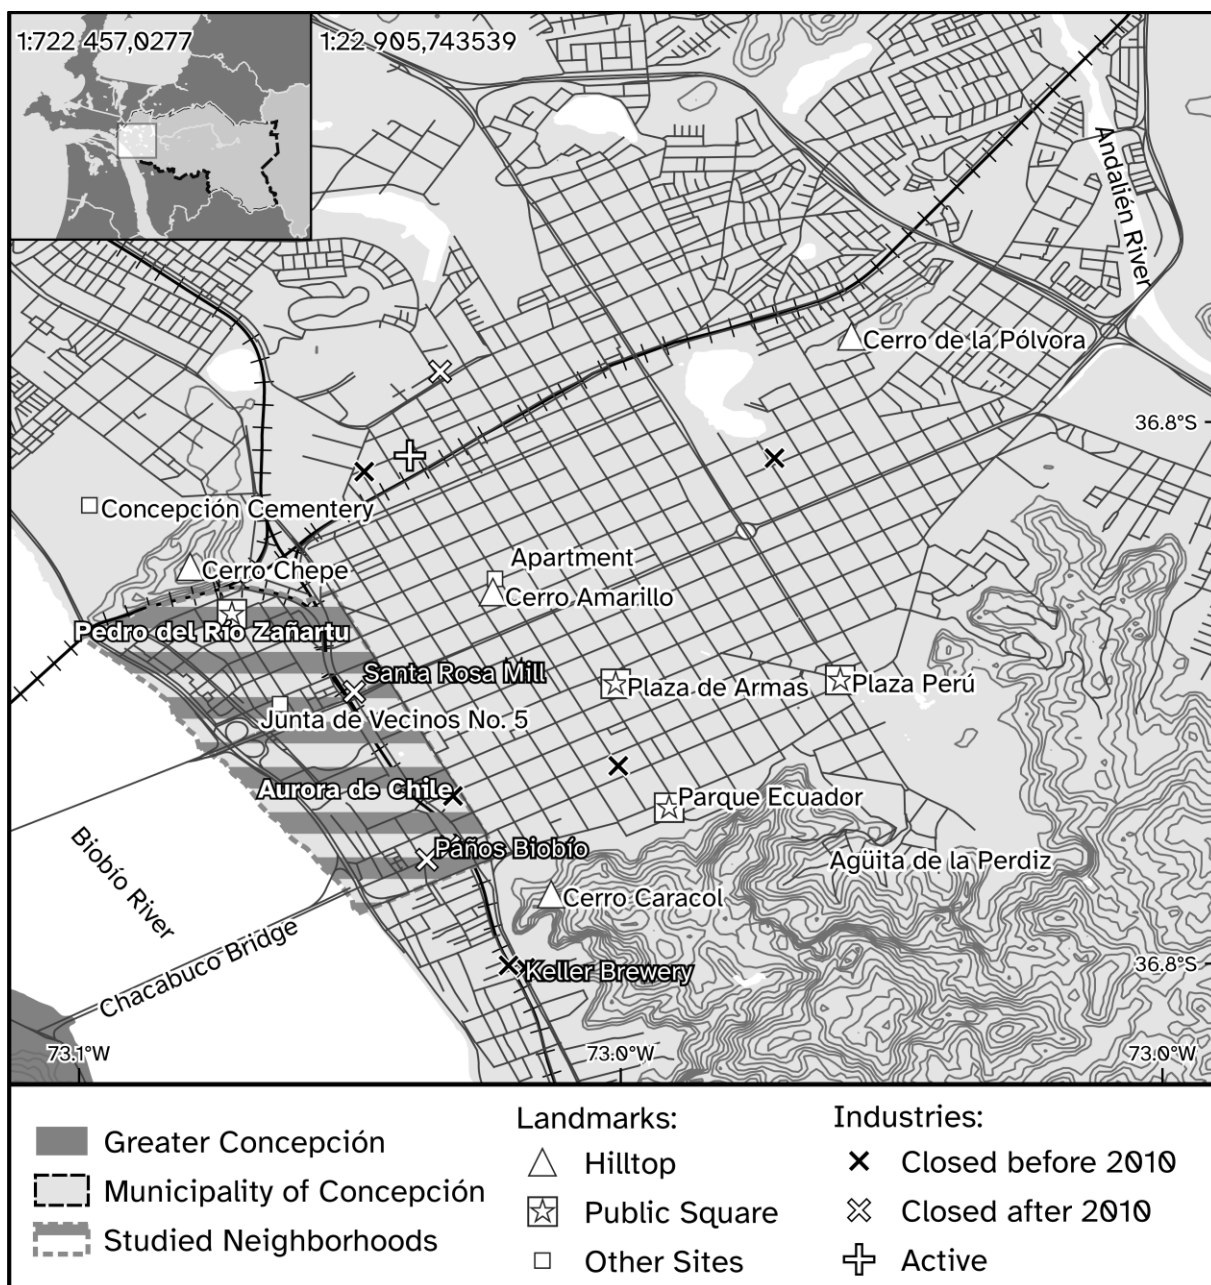 1:722 457,0277
1:22 905,743539
Andalién River
Cerro de la Pólvora
36.8°S
Concepción Cementery
Apartment
Cerro Chepe
Cerro Amarillo
Pedro del Río Zañartu
Santa Rosa Mill
Plaza de Armas
Plaza Perú
Junta de Vecinos No. 5
Aurora de Chile
Parque Ecuador
Paños Biobío
Agüita de la Perdiz
Biobío River
Cerro Caracol
Chacabuco Bridge
Keller Brewery
36.8°S
73.1°W
73.0°W
73.0°W
Greater Concepción
Municipality of Concepción
Studied Neighborhoods
Landmarks:
Hilltop
Public Square
Other Sites
Industries:
Closed before 2010
Closed after 2010
Active